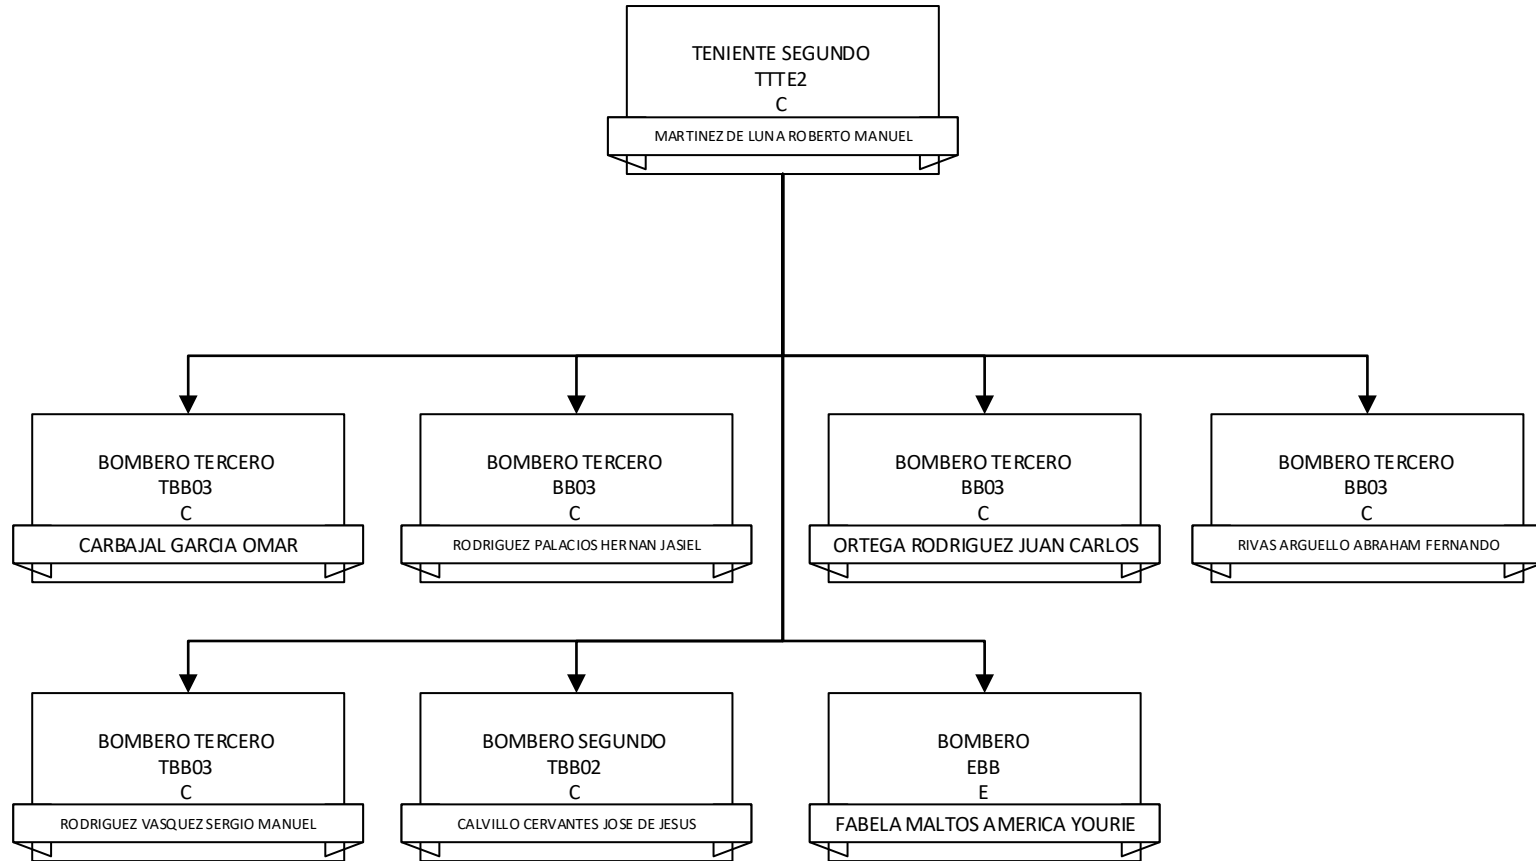 TENIENTE SEGUNDO
TTTE2
C
MARTINEZ DE LUNA ROBERTO MANUEL
BOMBERO TERCERO
TBB03
C
CARBAJAL GARCIA OMAR
BOMBERO TERCERO
BB03
C
RODRIGUEZ PALACIOS HERNAN JASIEL
BOMBERO TERCERO
BB03
C
ORTEGA RODRIGUEZ JUAN CARLOS
BOMBERO TERCERO
BB03
C
RIVAS ARGUELLO ABRAHAM FERNANDO
BOMBERO TERCERO
TBB03
C
RODRIGUEZ VASQUEZ SERGIO MANUEL
BOMBERO SEGUNDO
TBB02
C
CALVILLO CERVANTES JOSE DE JESUS
BOMBERO
EBB
E
FABELA MALTOS AMERICA YOURIE